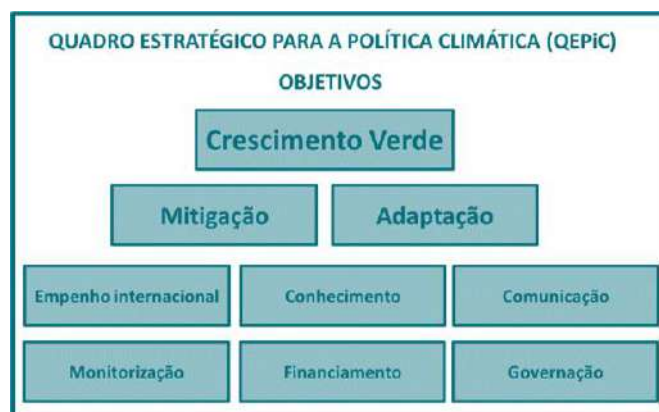 QUADRO ESTRATÉGICO PARA A POLÍTICA CLIMÁTICA (QEPiC)
OBJETIVOS
Crescimento Verde
Mitigação
Adaptação
Empenho internacional
Conhecimento
Comunicação
Monitorização
Financiamento
Governação